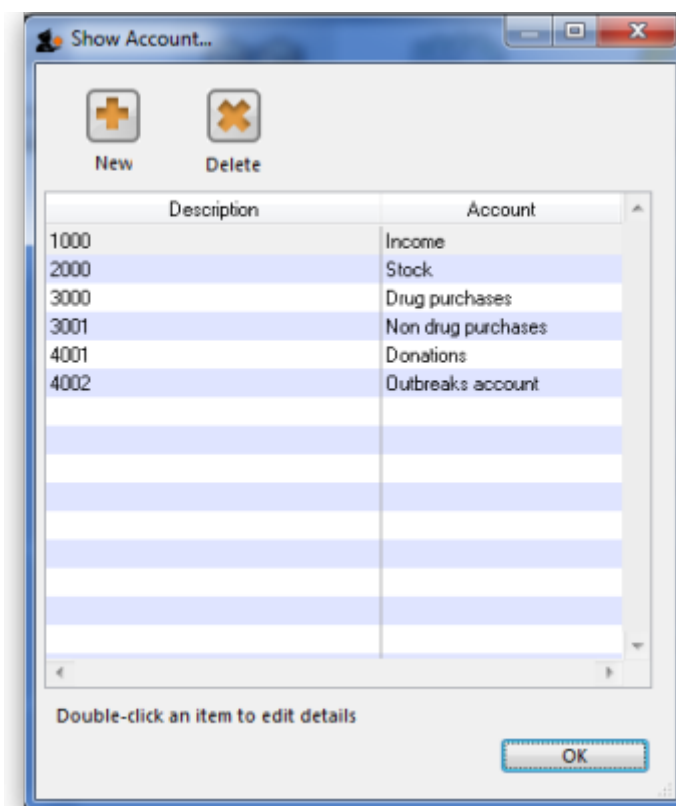 Show Account...
New Delete
Description Account
1000 Income
2000 Stock
3000 Drug purchases
3001 Non drug purchases
4001 Donations
4002 Outbreaks account
Double-click an item to edit details
OK